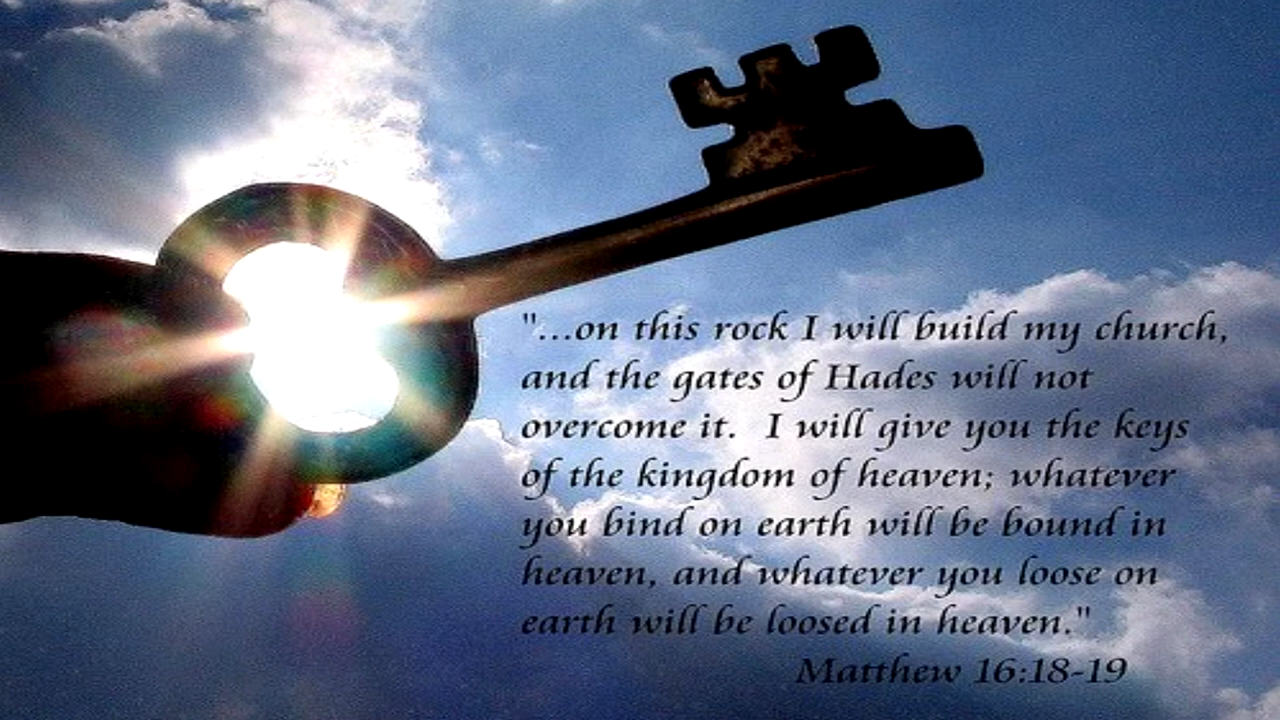 "...on this rock I will build my church,
and the gates of Hades will not
overcome it.  I will give you the keys
of the kingdom of heaven; whatever
you bind on earth will be bound in
heaven, and whatever you loose on
earth will be loosed in heaven."
Matthew 16:18-19